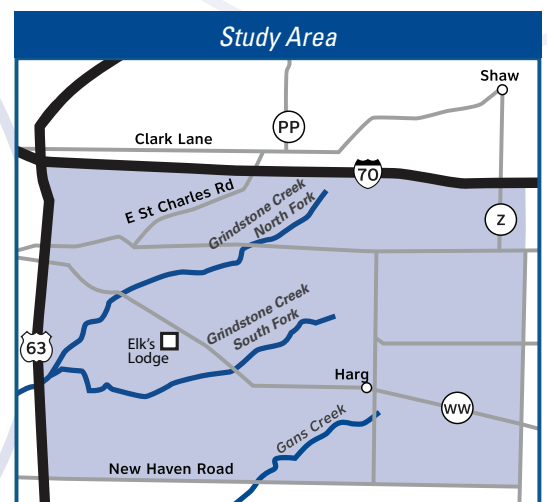 Study Area
Shaw
PP
Clark Lane
70
E St Charles Rd
Grindstone Creek
North Fork
Z
Grindstone Creek
South Fork
Elk's
Lodge
63
Harg
WW
Gans Creek
New Haven Road